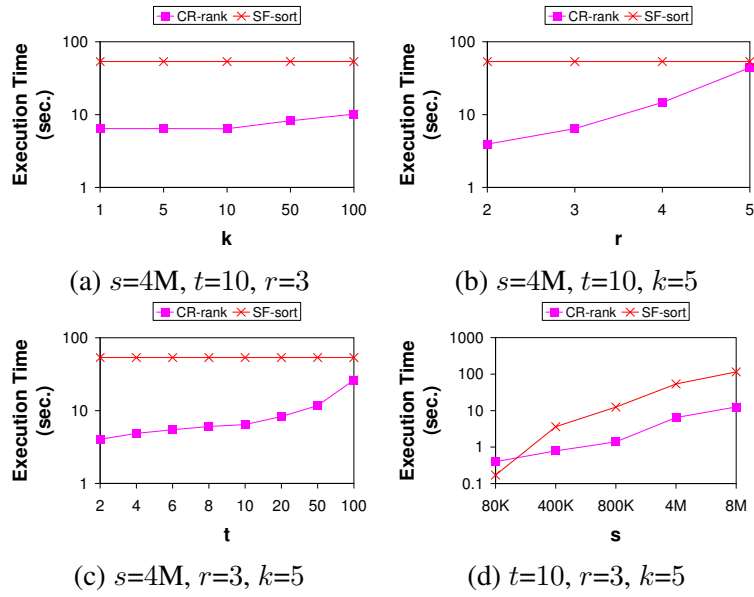 CR-rank SF-sort
100
10
1
Execution Time
(sec.)
1 5 10 50 100
k
(a) s=4M, t=10, r=3
CR-rank SF-sort
100
10
1
Execution Time
(sec.)
2 3 4 5
r
(b) s=4M, t=10, k=5
CR-rank SF-sort
100
10
1
Execution Time
(sec.)
2 4 6 8 10 20 50 100
t
(c) s=4M, r=3, k=5
CR-rank SF-sort
1000
100
10
1
0.1
Execution Time
(sec.)
80K 400K 800K 4M 8M
s
(d) t=10, r=3, k=5